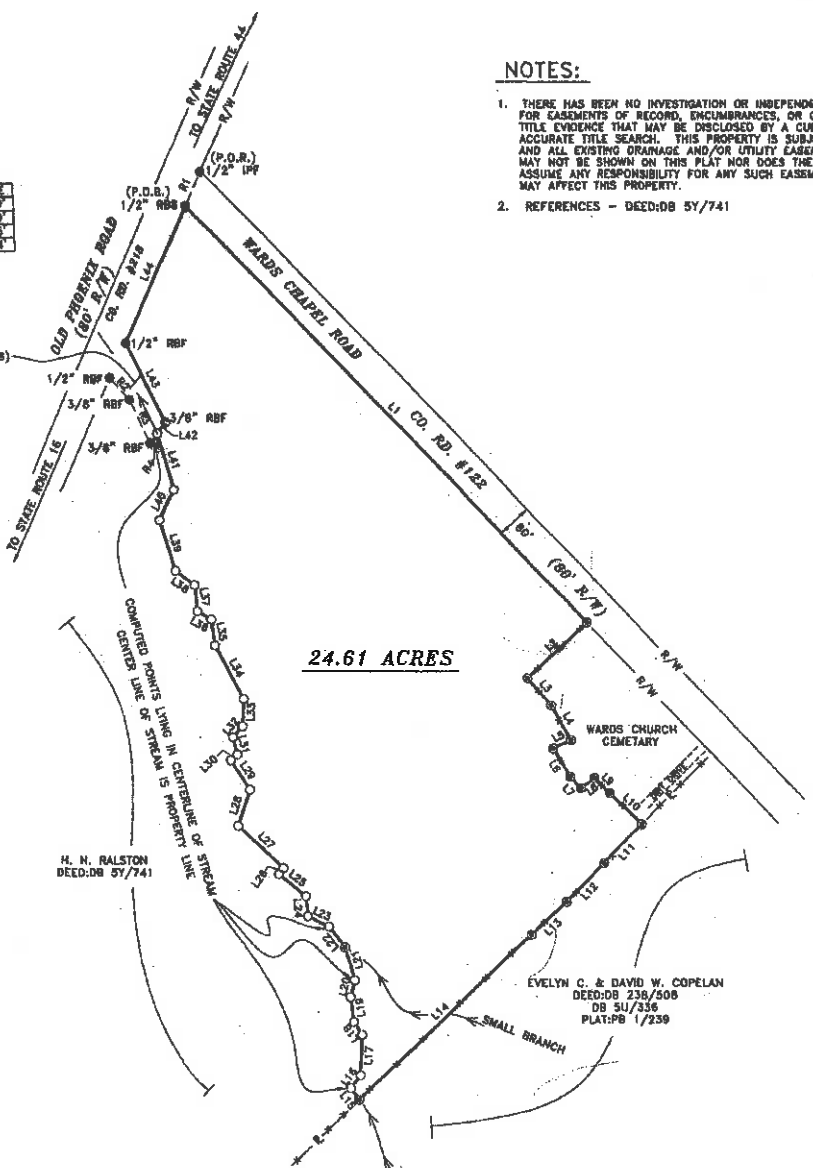 NOTES:
1. THERE HAS BEEN NO INVESTIGATION OR
FOR EASEMENTS OF RECORD, ENCUMBRANCES, OR
TITLE EVIDENCE THAT MAY BE DISCLOSED BY A
ACCURATE TITLE SEARCH. THIS PROPERTY IS
AND ALL EXISTING DRAINAGE AND/OR UTILITY
MAY NOT BE SHOWN ON THIS PLAT NOR DOES
ASSUME ANY RESPONSIBILITY FOR ANY SUCH
MAY AFFECT THIS PROPERTY.
2. REFERENCES - DEED:DB 5Y/741
R/W
TO STATE ROUTE 44
R/W
(P.O.R.)
1/2" IPF
R1
(P.O.B.)
1/2" RBS
OLD PHOENIX ROAD
(80' R/W)
CO. RD. #218
L44
1/2" RBF
L43
1/2" RBF
R2
3/8" RBF
R3
3/8" RBF
L42
3/8" RBF
R4
L41
TO STATE ROUTE 16
WARDS CHAPEL ROAD
L1
CO. RD. #122
80'
(80' R/W)
R/W
R/W
L40
L39
L38
L37
L36
L35
L34
L33
L32
L31
L30
L29
L28
L27
L26
L25
L24
L23
L22
L21
L20
L19
L18
L17
L16
L15
24.61 ACRES
L2
L3
L4
L5
L6
L7
L8
L9
L10
WARDS CHURCH
CEMETARY
L11
L12
L13
L14
COMPUTED POINTS LYING IN CENTERLINE OF STREAM
CENTER LINE OF STREAM IS PROPERTY LINE
H. N. RALSTON
DEED:DB 5Y/741
EVELYN C. & DAVID W. COPELAN
DEED:DB 238/508
DB 5U/336
PLAT:PB 1/239
SMALL BRANCH